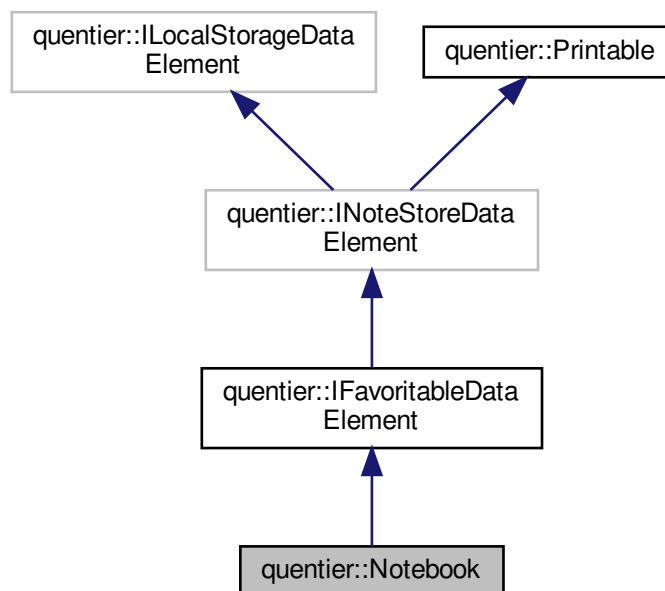 quentier::ILocalStorageData
Element
quentier::Printable
quentier::INoteStoreData
Element
quentier::IFavoritableData
Element
quentier::Notebook